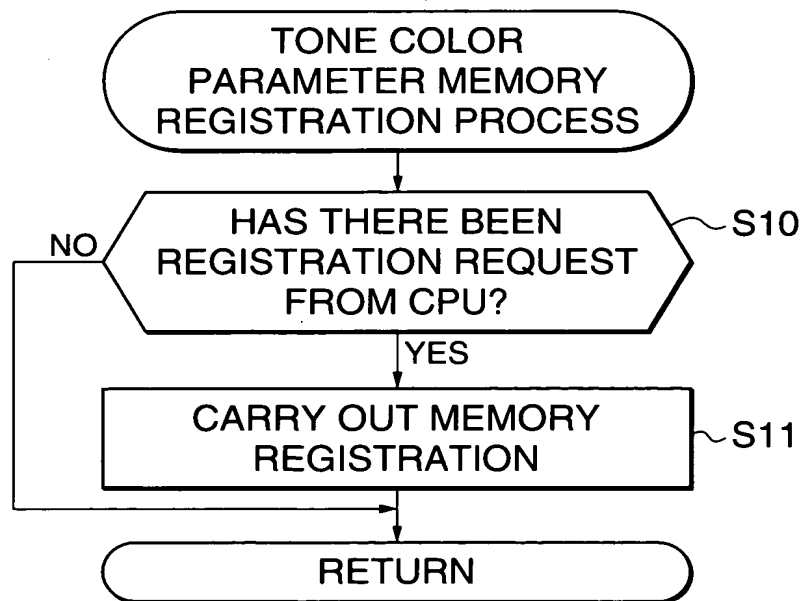 TONE COLOR
PARAMETER MEMORY
REGISTRATION PROCESS
HAS THERE BEEN
REGISTRATION REQUEST
FROM CPU?
S10
NO
YES
CARRY OUT MEMORY
REGISTRATION
S11
RETURN